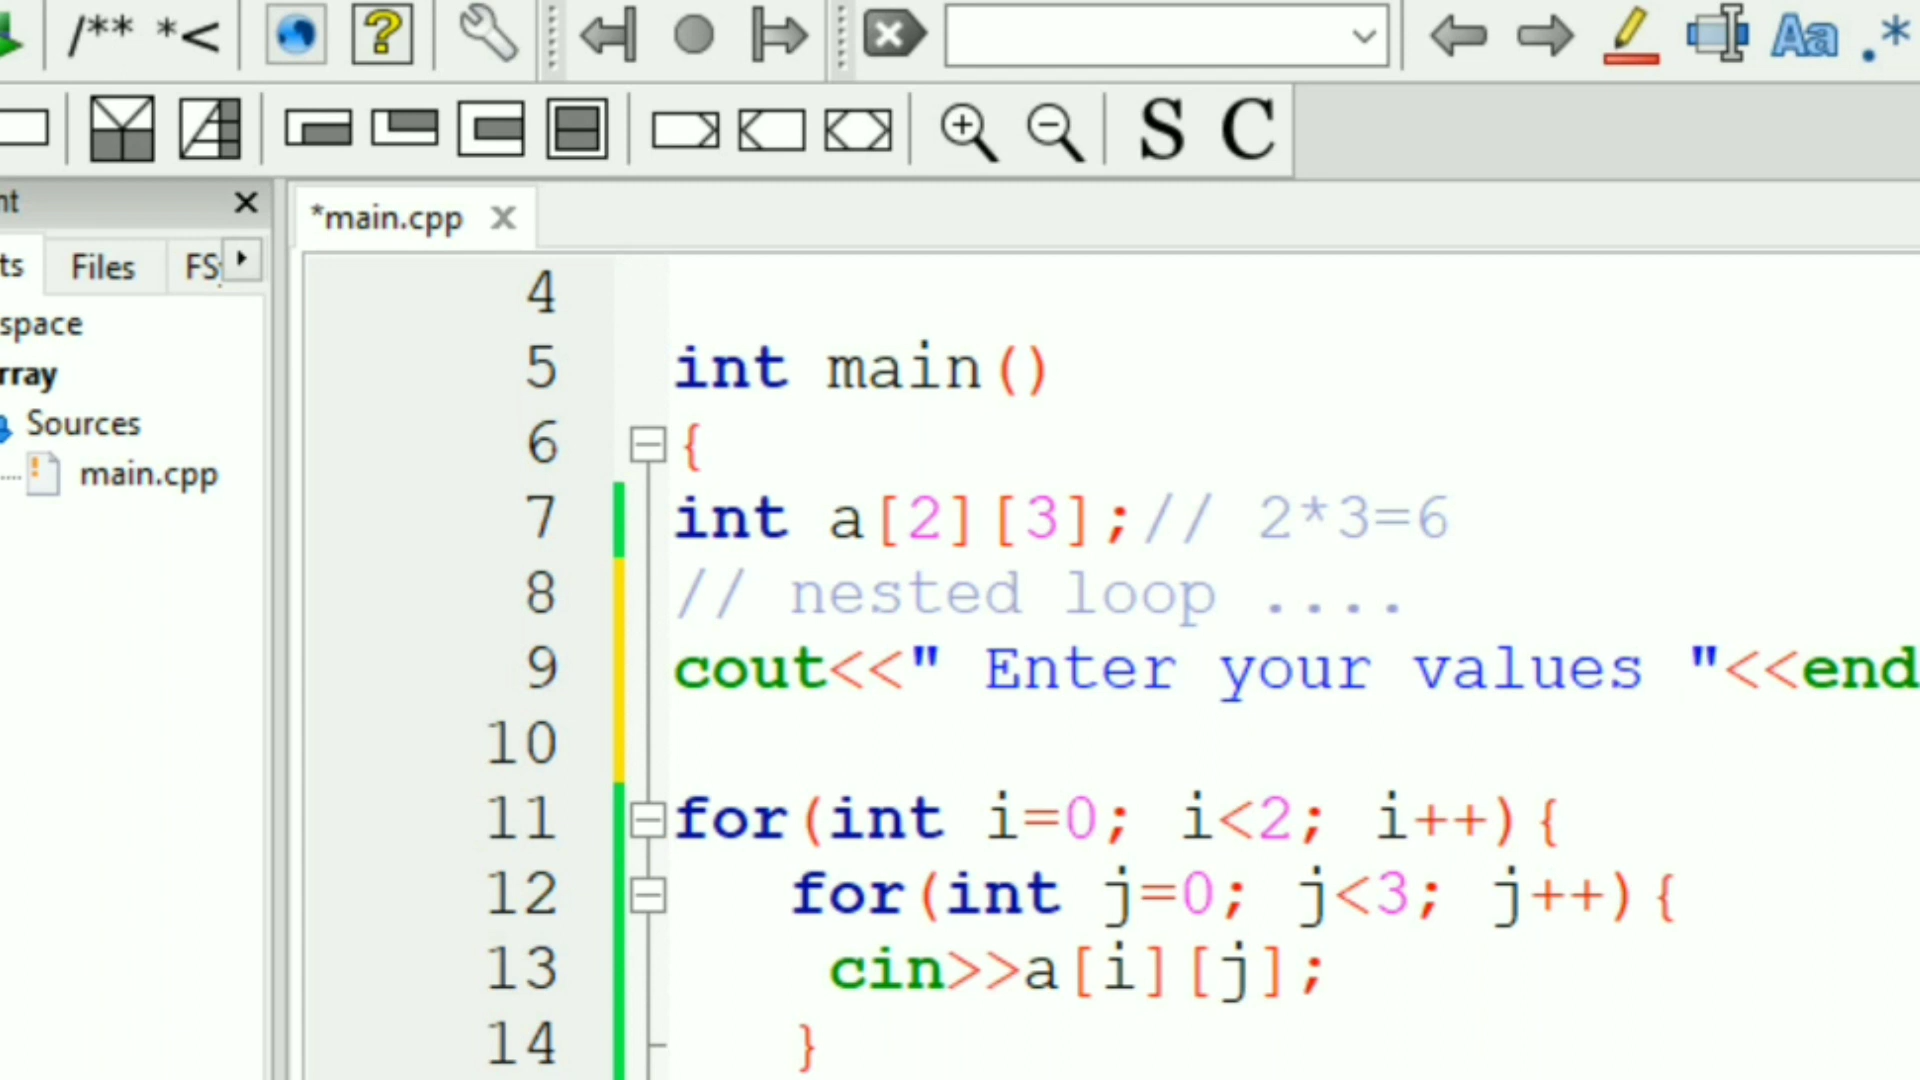 /** *<
?
Aa .*
S C
nt
*main.cpp
ts Files FS
space
rray
Sources
main.cpp
4
5 int main()
6 {
7 int a[2][3];// 2*3=6
8 // nested loop ....
9 cout<<" Enter your values "<<end
10
11 for(int i=0; i<2; i++){
12 for(int j=0; j<3; j++){
13 cin>>a[i][j];
14 }